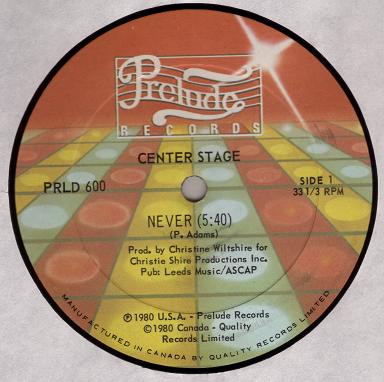 Prelude
RECORDS
CENTER STAGE
PRLD 600
SIDE 1
33 1/3 RPM
NEVER (5:40)
(P. Adams)
Prod. by Christine Wiltshire for
Christie Shire Productions Inc.
Pub: Leeds Music/ASCAP
℗ 1980 U.S.A. - Prelude Records
©1980 Canada - Quality
Records Limited
MANUFACTURED IN CANADA BY QUALITY RECORDS LIMITED